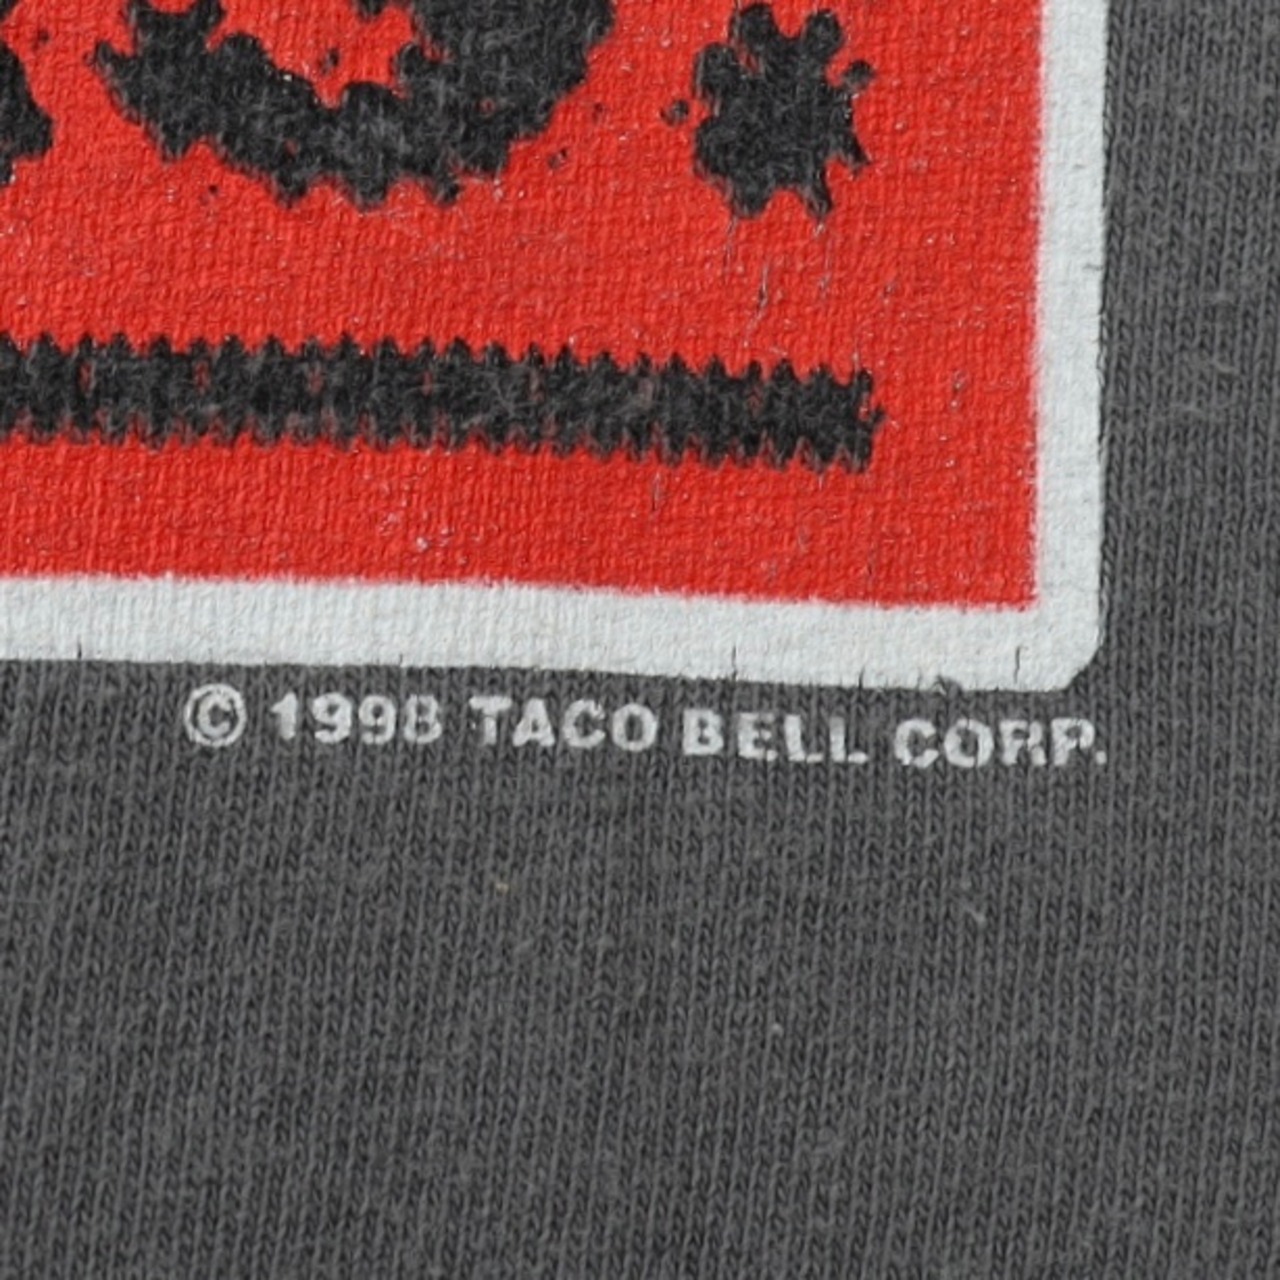 © 1998 TACO BELL CORP.